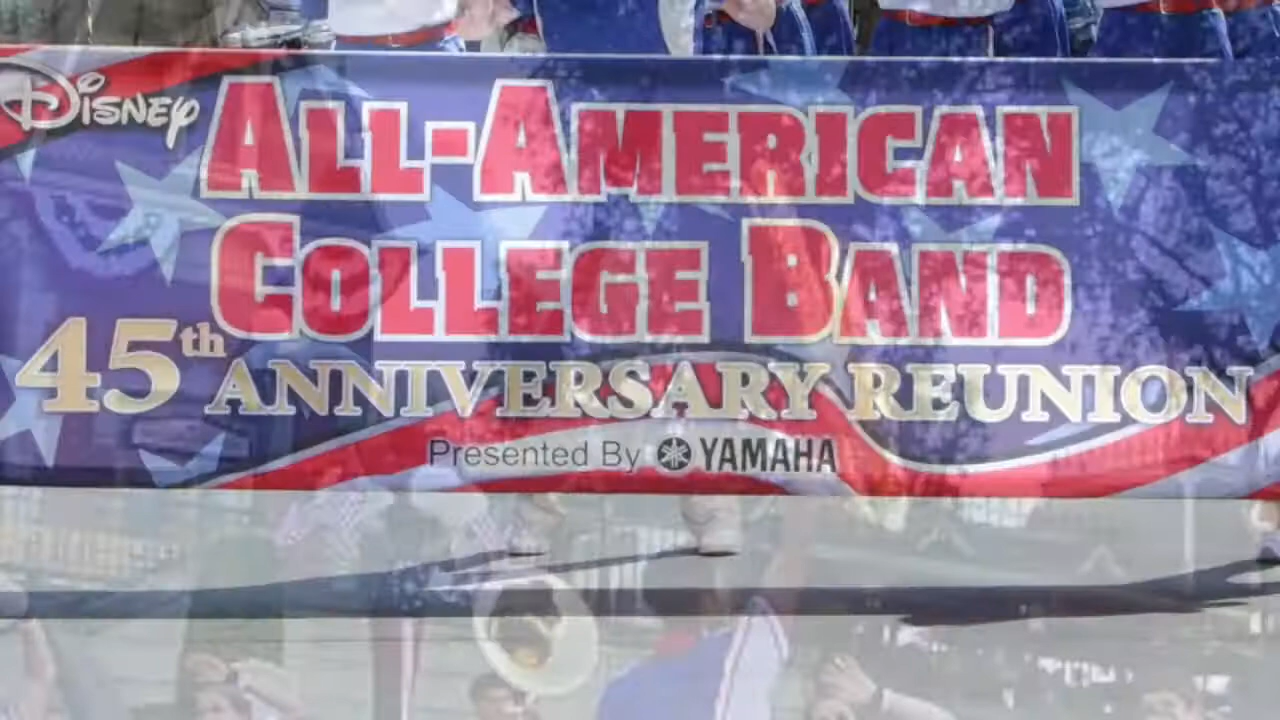 Disney
ALL-AMERICAN
COLLEGE BAND
45th ANNIVERSARY REUNION
Presented By YAMAHA